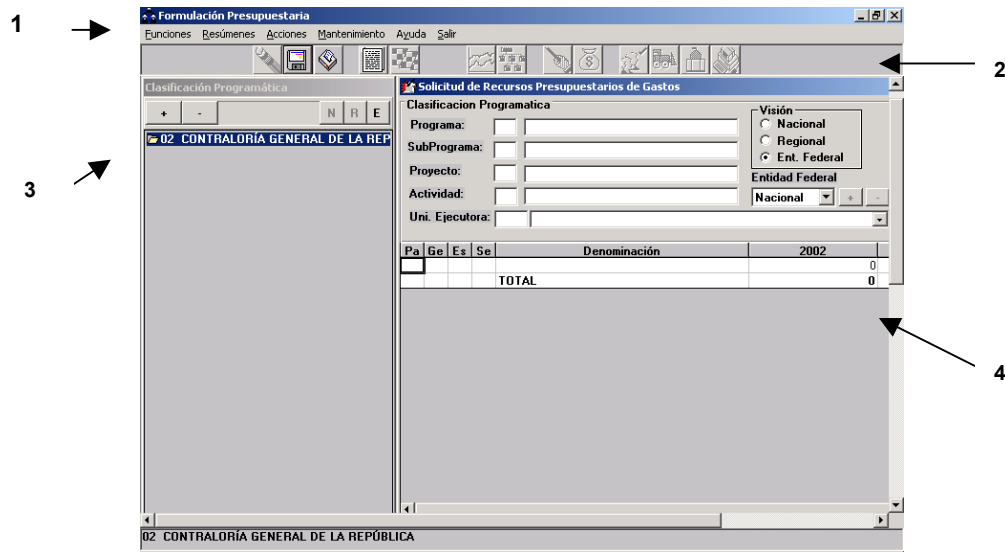 1
Formulación Presupuestaria
Funciones Resúmenes Acciones Mantenimiento Ayuda Salir
2
Clasificación Programática
+ - N R E
02 CONTRALORÍA GENERAL DE LA REP
3
Solicitud de Recursos Presupuestarios de Gastos
Clasificacion Programatica
Programa:
SubPrograma:
Proyecto:
Actividad:
Uni. Ejecutora:
Visión
Nacional
Regional
Ent. Federal
Entidad Federal
Nacional + -
Pa Ge Es Se Denominación 2002
0
TOTAL 0
4
02 CONTRALORÍA GENERAL DE LA REPÚBLICA